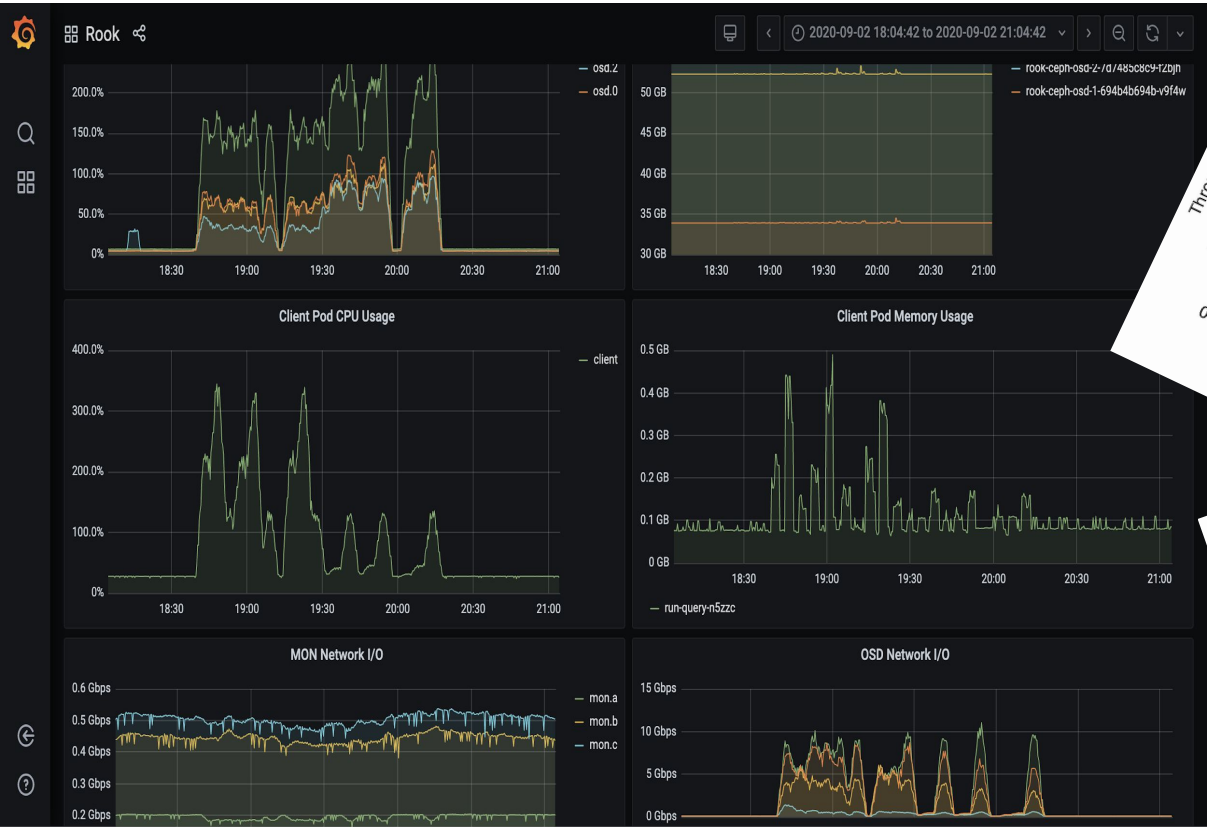 Rook
2020-09-02 18:04:42 to 2020-09-02 21:04:42
osd.2
osd.0
200.0%
150.0%
100.0%
50.0%
0%
18:30 19:00 19:30 20:00 20:30 21:00
rook-ceph-osd-2-7d7485c8c9-f2bjh
rook-ceph-osd-1-694b4b694b-v9f4w
50 GB
45 GB
40 GB
35 GB
30 GB
18:30 19:00 19:30 20:00 20:30 21:00
Client Pod CPU Usage
400.0%
300.0%
200.0%
100.0%
0%
18:30 19:00 19:30 20:00 20:30 21:00
client
Client Pod Memory Usage
0.5 GB
0.4 GB
0.3 GB
0.2 GB
0.1 GB
0 GB
18:30 19:00 19:30 20:00 20:30 21:00
run-query-n5zzc
MON Network I/O
0.6 Gbps
0.5 Gbps
0.4 Gbps
0.3 Gbps
0.2 Gbps
mon.a
mon.b
mon.c
OSD Network I/O
15 Gbps
10 Gbps
5 Gbps
0 Gbps